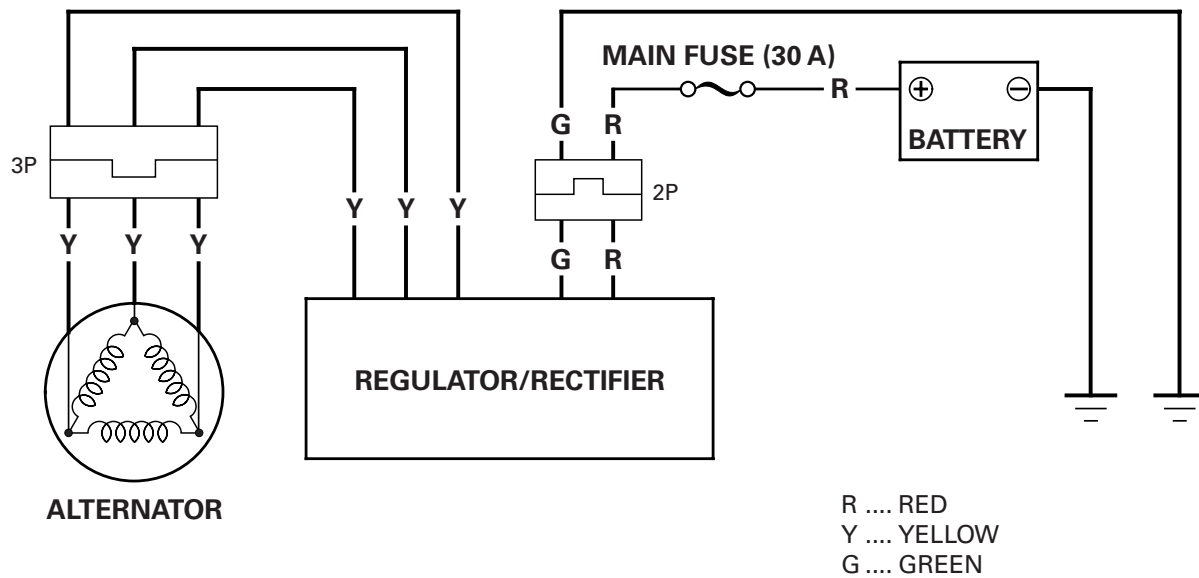 MAIN FUSE (30 A)
R
BATTERY
G R
3P
2P
Y Y Y
Y Y Y
G R
REGULATOR/RECTIFIER
ALTERNATOR
R .... RED
Y .... YELLOW
G .... GREEN